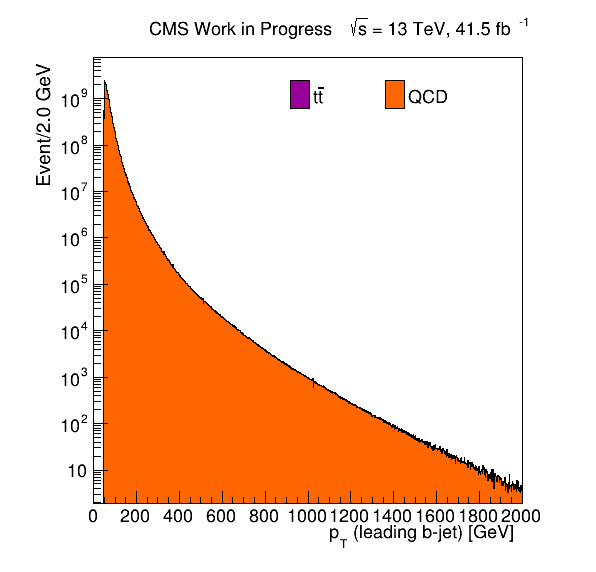 CMS Work in Progress √s = 13 TeV, 41.5 fb⁻¹
Event/2.0 GeV
tt̅ QCD
10⁹
10⁸
10⁷
10⁶
10⁵
10⁴
10³
10²
10
0 200 400 600 800 1000 1200 1400 1600 1800 2000
p_T (leading b-jet) [GeV]